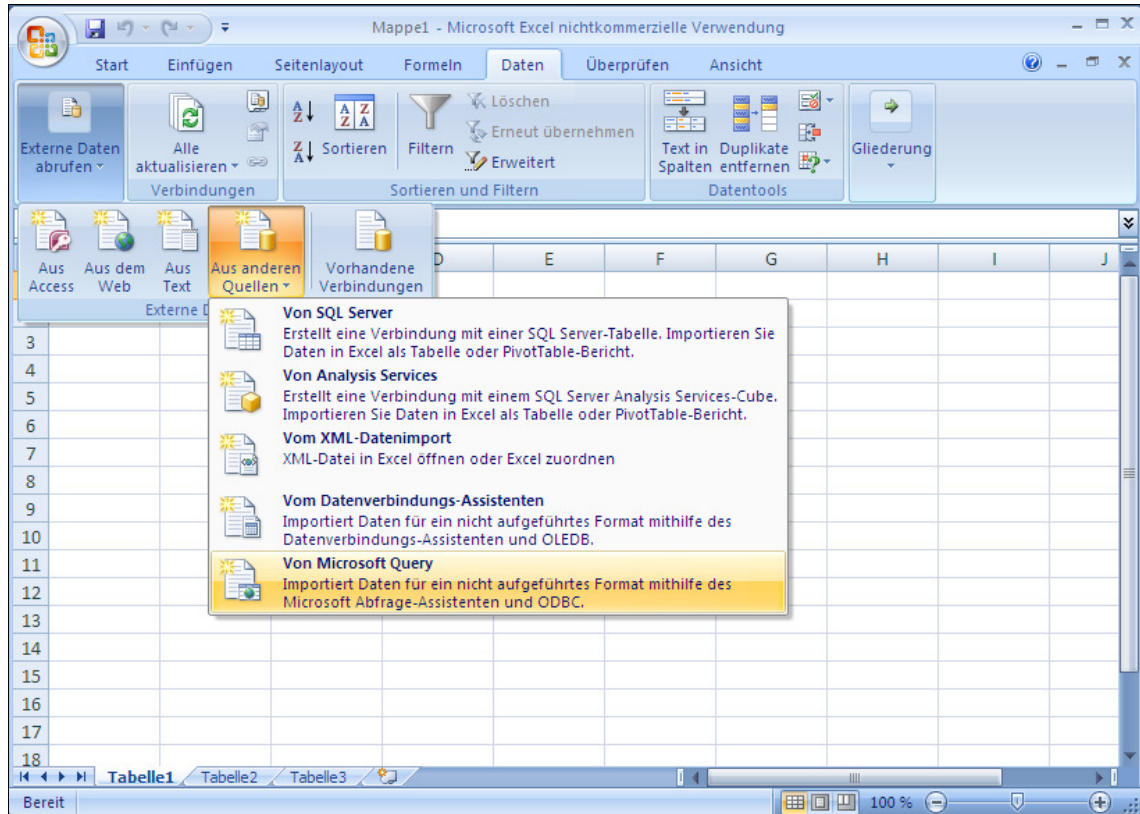 Mappe1 - Microsoft Excel nichtkommerzielle Verwendung
Start Einfügen Seitenlayout Formeln Daten Überprüfen Ansicht
Externe Daten abrufen
Alle aktualisieren
Verbindungen
Sortieren
Filtern
Löschen
Erneut übernehmen
Erweitert
Sortieren und Filtern
Text in Spalten
Duplikate entfernen
Datentools
Gliederung
Aus Access
Aus dem Web
Aus Text
Aus anderen Quellen
Vorhandene Verbindungen
Externe
D E F G H I J
Von SQL Server
Erstellt eine Verbindung mit einer SQL Server-Tabelle. Importieren Sie
Daten in Excel als Tabelle oder PivotTable-Bericht.
Von Analysis Services
Erstellt eine Verbindung mit einem SQL Server Analysis Services-Cube.
Importieren Sie Daten in Excel als Tabelle oder PivotTable-Bericht.
Vom XML-Datenimport
XML-Datei in Excel öffnen oder Excel zuordnen
Vom Datenverbindungs-Assistenten
Importiert Daten für ein nicht aufgeführtes Format mithilfe des
Datenverbindungs-Assistenten und OLEDB.
Von Microsoft Query
Importiert Daten für ein nicht aufgeführtes Format mithilfe des
Microsoft Abfrage-Assistenten und ODBC.
3
4
5
6
7
8
9
10
11
12
13
14
15
16
17
18
Tabelle1 Tabelle2 Tabelle3
Bereit
100 %